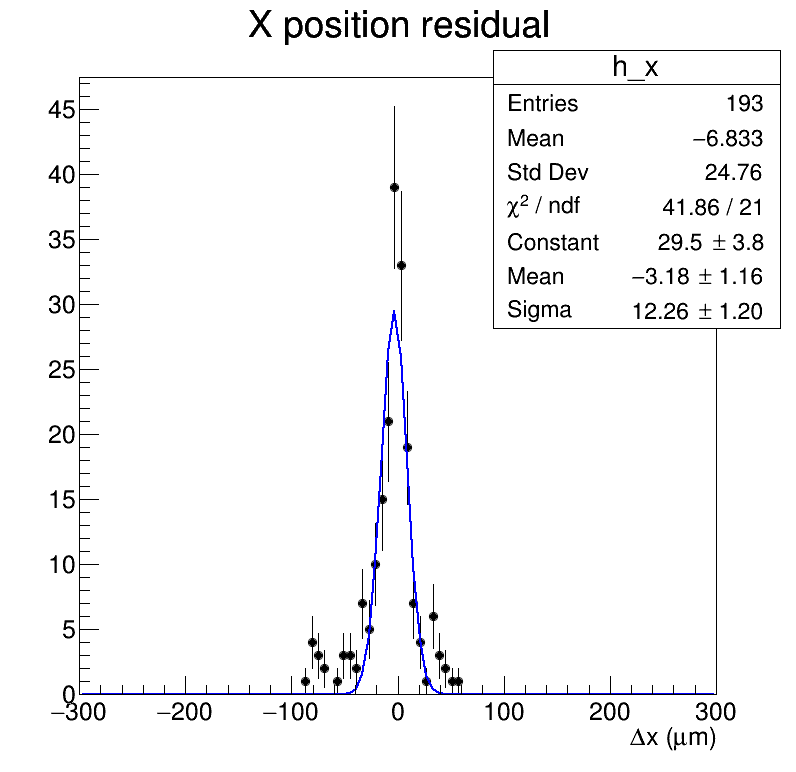 X position residual
h_x
Entries 193
Mean −6.833
Std Dev 24.76
χ² / ndf 41.86 / 21
Constant 29.5 ± 3.8
Mean −3.18 ± 1.16
Sigma 12.26 ± 1.20
45
40
35
30
25
20
15
10
5
0
−300 −200 −100 0 100 200 300
Δx (μm)